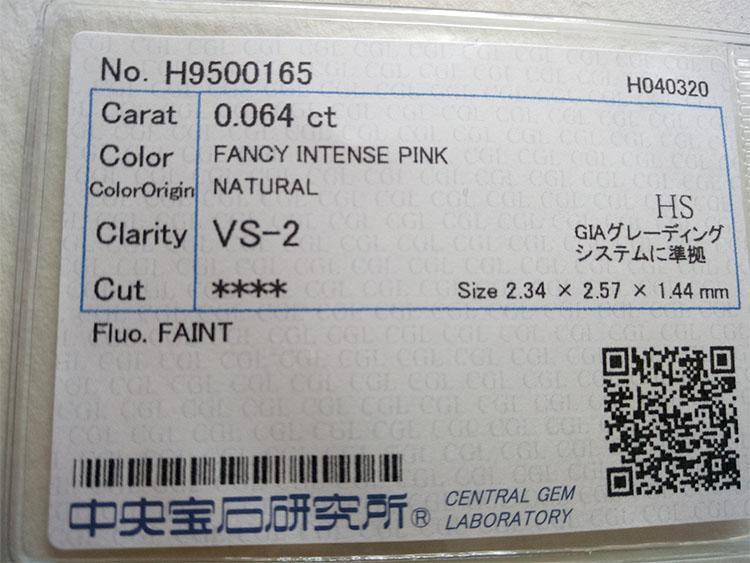 No. H9500165
H040320
Carat 0.064 ct
Color FANCY INTENSE PINK
ColorOrigin NATURAL
HS
Clarity VS-2
GIAグレーディング
システムに準拠
Cut ****
Size 2.34 × 2.57 × 1.44 mm
Fluo. FAINT
中央宝石研究所® CENTRAL GEM
LABORATORY